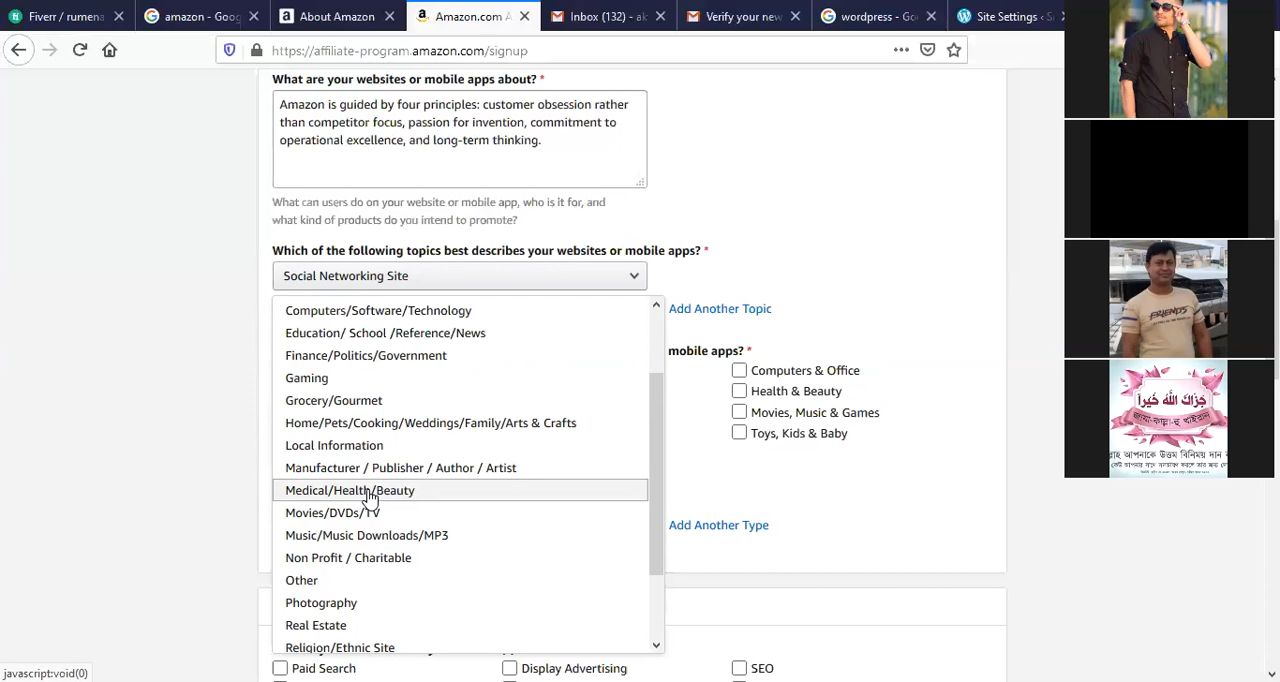 Fiverr / rumena
amazon - Goog
About Amazon
Amazon.com A
Inbox (132) - ak
Verify your new
wordpress - Go
Site Settings ‹ S
https://affiliate-program.amazon.com/signup
What are your websites or mobile apps about? *
Amazon is guided by four principles: customer obsession rather
than competitor focus, passion for invention, commitment to
operational excellence, and long-term thinking.
What can users do on your website or mobile app, who is it for, and
what kind of products do you intend to promote?
Which of the following topics best describes your websites or mobile apps? *
Social Networking Site
Computers/Software/Technology
Education/ School /Reference/News
Finance/Politics/Government
Gaming
Grocery/Gourmet
Home/Pets/Cooking/Weddings/Family/Arts & Crafts
Local Information
Manufacturer / Publisher / Author / Artist
Medical/Health/Beauty
Movies/DVDs/TV
Music/Music Downloads/MP3
Non Profit / Charitable
Other
Photography
Real Estate
Religion/Ethnic Site
Add Another Topic
mobile apps? *
Computers & Office
Health & Beauty
Movies, Music & Games
Toys, Kids & Baby
Add Another Type
Paid Search
Display Advertising
SEO
javascript:void(0)
FRIENDS
جَزَاكَ اللَّهُ خَيْرًا
জাযা-কাল্লা-হু খাইরান
ল্লাহ আপনাকে উত্তম বিনিময় দান ক